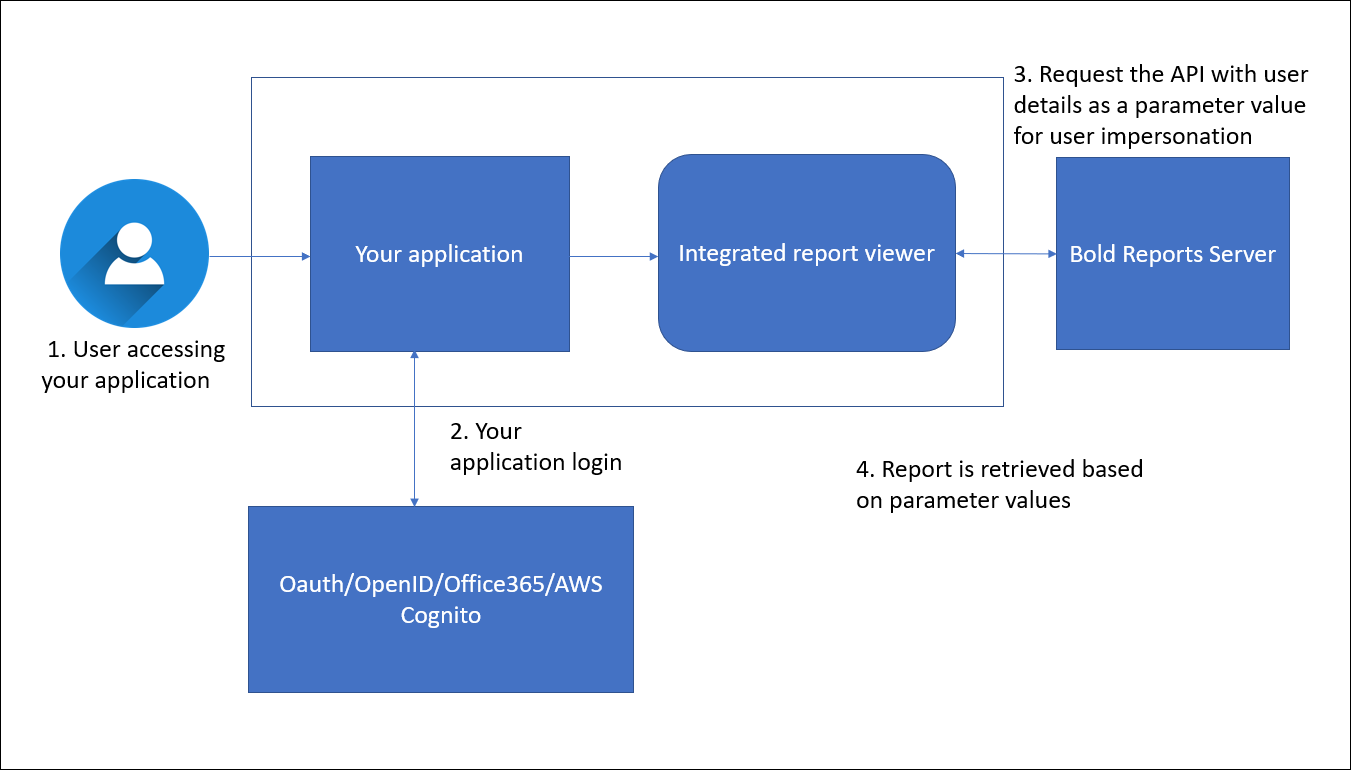 3. Request the API with user
details as a parameter value
for user impersonation
Your application
Integrated report viewer
Bold Reports Server
1. User accessing
your application
2. Your
application login
4. Report is retrieved based
on parameter values
Oauth/OpenID/Office365/AWS
Cognito